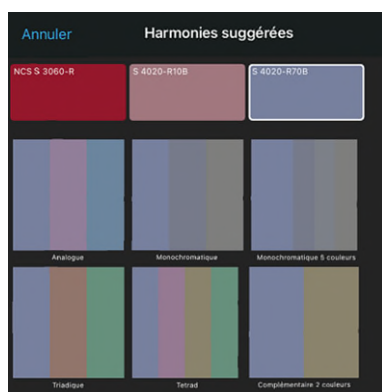 Annuler
Harmonies suggérées
NCS S 3060-R
S 4020-R10B
S 4020-R70B
Analogue
Monochromatique
Monochromatique 5 couleurs
Triadique
Tetrad
Complémentaire 2 couleurs